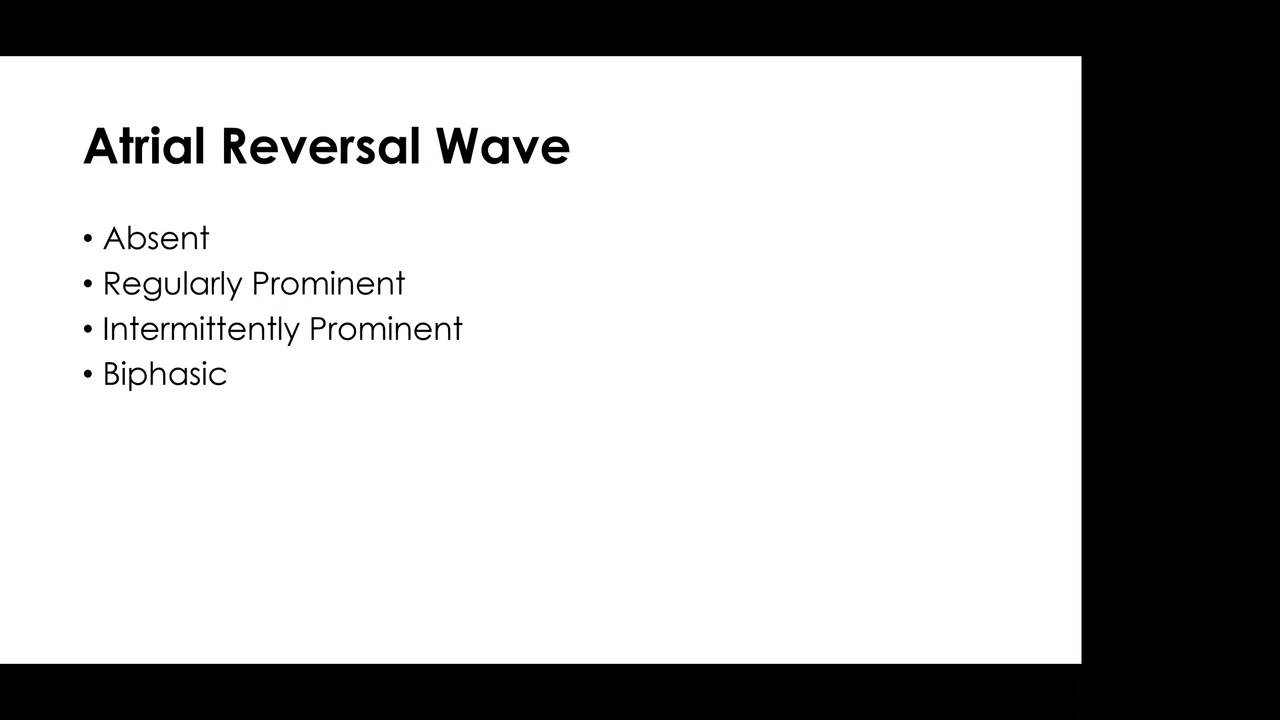 Atrial Reversal Wave
• Absent
• Regularly Prominent
• Intermittently Prominent
• Biphasic